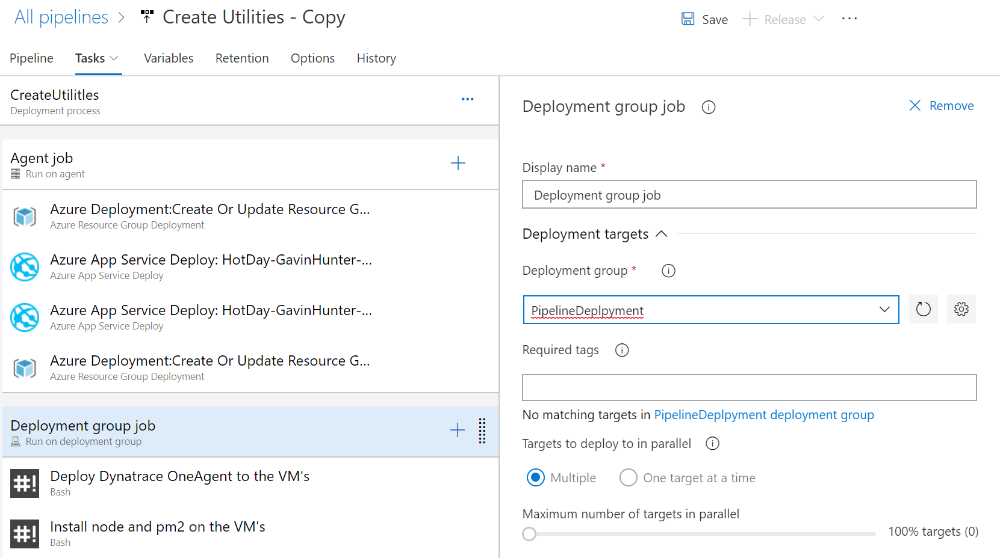 All pipelines > Create Utilities - Copy
Save
+ Release
...
Pipeline
Tasks
Variables
Retention
Options
History
CreateUtilitles
Deployment process
...
Agent job
Run on agent
Azure Deployment:Create Or Update Resource G...
Azure Resource Group Deployment
Azure App Service Deploy: HotDay-GavinHunter-...
Azure App Service Deploy
Azure App Service Deploy: HotDay-GavinHunter-...
Azure App Service Deploy
Azure Deployment:Create Or Update Resource G...
Azure Resource Group Deployment
Deployment group job
Run on deployment group
#! Deploy Dynatrace OneAgent to the VM's
Bash
#! Install node and pm2 on the VM's
Bash
Deployment group job
Remove
Display name *
Deployment group job
Deployment targets
Deployment group *
PipelineDeplpyment
Required tags
No matching targets in PipelineDeplpyment deployment group
Targets to deploy to in parallel
Multiple
One target at a time
Maximum number of targets in parallel
100% targets (0)